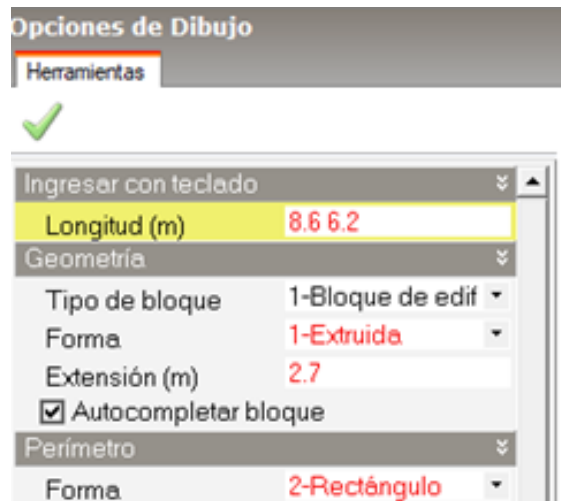 Opciones de Dibujo
Herramientas
Ingresar con teclado
Longitud (m) 8.6 6.2
Geometría
Tipo de bloque 1-Bloque de edif
Forma 1-Extruida
Extensión (m) 2.7
Autocompletar bloque
Perímetro
Forma 2-Rectángulo